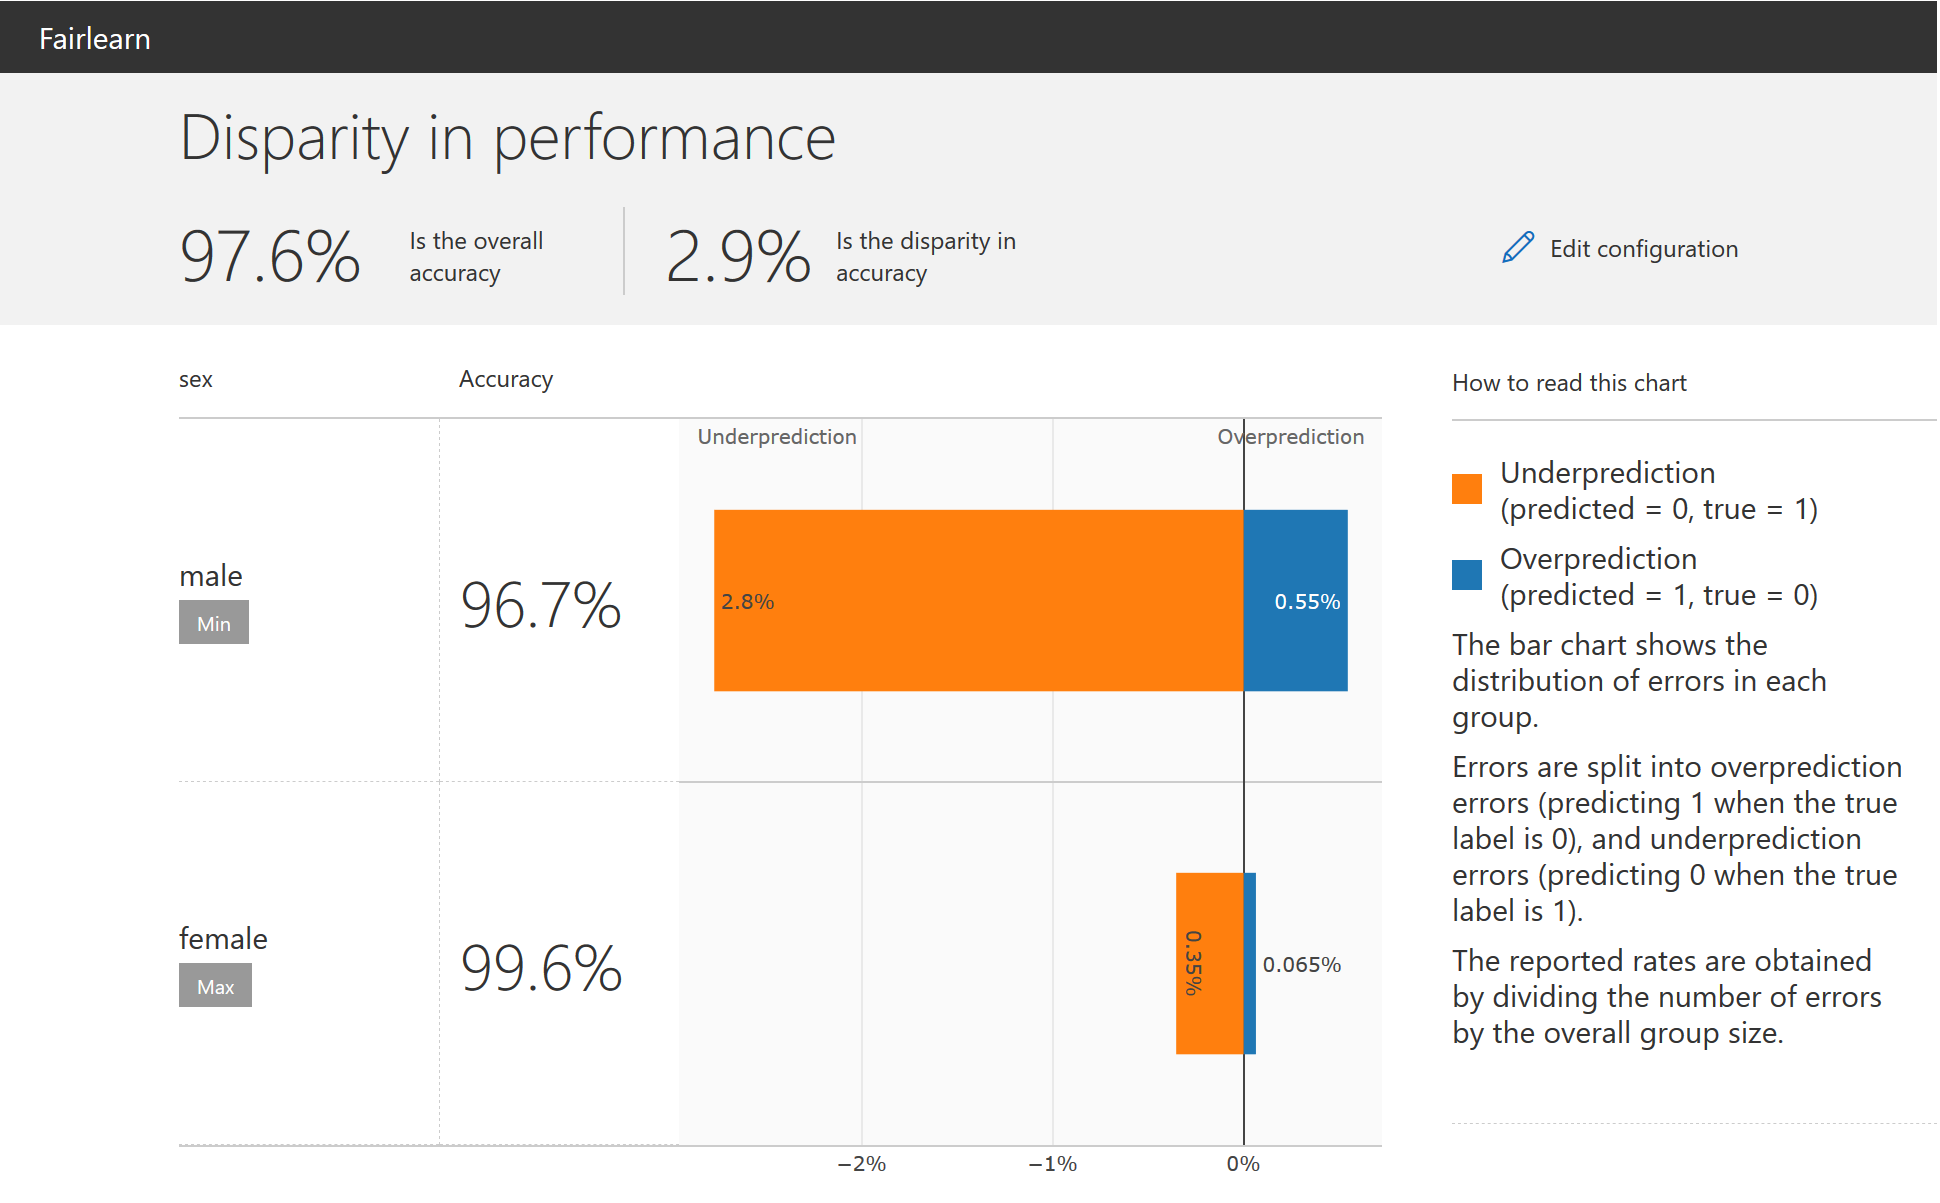 Fairlearn
Disparity in performance
97.6%
Is the overall
accuracy
2.9%
Is the disparity in
accuracy
Edit configuration
sex
Accuracy
Underprediction
Overprediction
male
Min
96.7%
2.8%
0.55%
female
Max
99.6%
0.35%
0.065%
−2%
−1%
0%
How to read this chart
Underprediction
(predicted = 0, true = 1)
Overprediction
(predicted = 1, true = 0)
The bar chart shows the
distribution of errors in each
group.
Errors are split into overprediction
errors (predicting 1 when the true
label is 0), and underprediction
errors (predicting 0 when the true
label is 1).
The reported rates are obtained
by dividing the number of errors
by the overall group size.